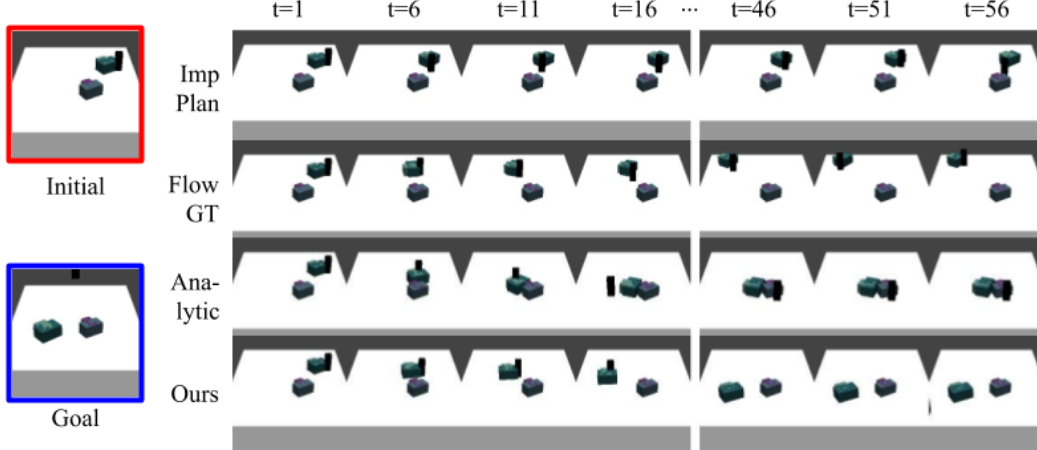 t=1 t=6 t=11 t=16 ... t=46 t=51 t=56
Imp
Plan
Initial
Flow
GT
Ana-
lytic
Goal
Ours